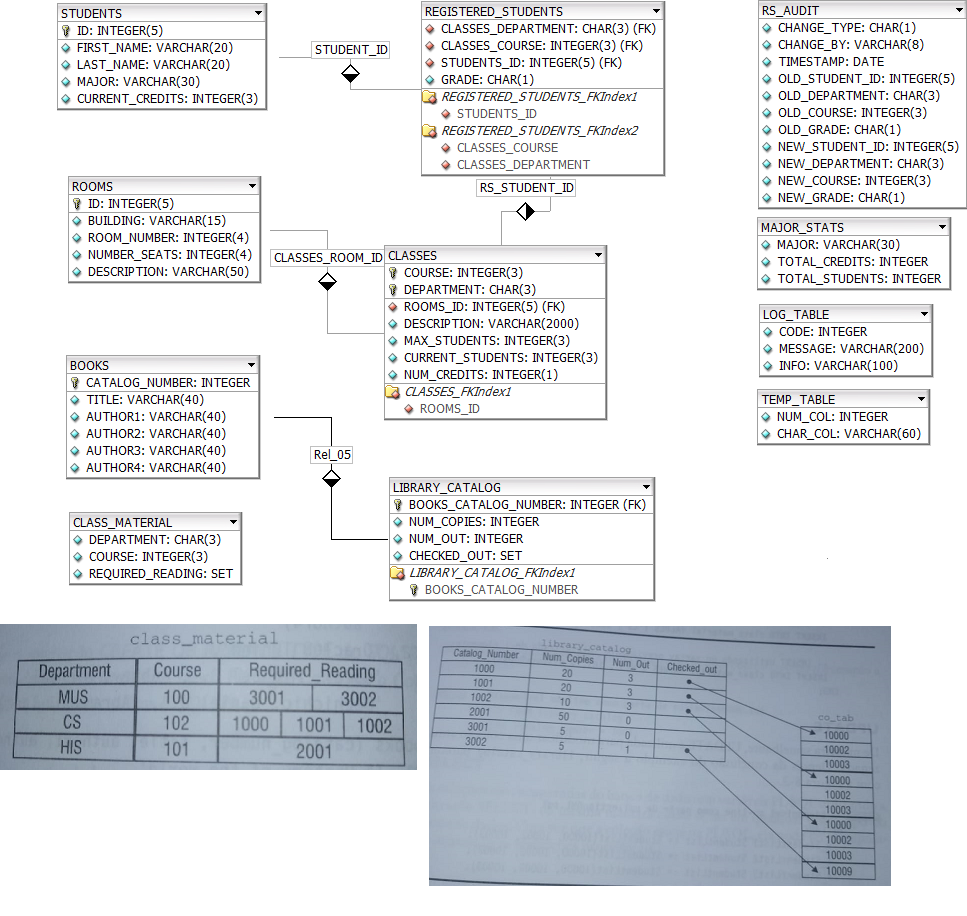 STUDENTS
ID: INTEGER(5)
FIRST_NAME: VARCHAR(20)
LAST_NAME: VARCHAR(20)
MAJOR: VARCHAR(30)
CURRENT_CREDITS: INTEGER(3)
STUDENT_ID
REGISTERED_STUDENTS
CLASSES_DEPARTMENT: CHAR(3) (FK)
CLASSES_COURSE: INTEGER(3) (FK)
STUDENTS_ID: INTEGER(5) (FK)
GRADE: CHAR(1)
REGISTERED_STUDENTS_FKIndex1
STUDENTS_ID
REGISTERED_STUDENTS_FKIndex2
CLASSES_COURSE
CLASSES_DEPARTMENT
RS_STUDENT_ID
RS_AUDIT
CHANGE_TYPE: CHAR(1)
CHANGE_BY: VARCHAR(8)
TIMESTAMP: DATE
OLD_STUDENT_ID: INTEGER(5)
OLD_DEPARTMENT: CHAR(3)
OLD_COURSE: INTEGER(3)
OLD_GRADE: CHAR(1)
NEW_STUDENT_ID: INTEGER(5)
NEW_DEPARTMENT: CHAR(3)
NEW_COURSE: INTEGER(3)
NEW_GRADE: CHAR(1)
ROOMS
ID: INTEGER(5)
BUILDING: VARCHAR(15)
ROOM_NUMBER: INTEGER(4)
NUMBER_SEATS: INTEGER(4)
DESCRIPTION: VARCHAR(50)
CLASSES_ROOM_ID
CLASSES
COURSE: INTEGER(3)
DEPARTMENT: CHAR(3)
ROOMS_ID: INTEGER(5) (FK)
DESCRIPTION: VARCHAR(2000)
MAX_STUDENTS: INTEGER(3)
CURRENT_STUDENTS: INTEGER(3)
NUM_CREDITS: INTEGER(1)
CLASSES_FKIndex1
ROOMS_ID
MAJOR_STATS
MAJOR: VARCHAR(30)
TOTAL_CREDITS: INTEGER
TOTAL_STUDENTS: INTEGER
LOG_TABLE
CODE: INTEGER
MESSAGE: VARCHAR(200)
INFO: VARCHAR(100)
TEMP_TABLE
NUM_COL: INTEGER
CHAR_COL: VARCHAR(60)
BOOKS
CATALOG_NUMBER: INTEGER
TITLE: VARCHAR(40)
AUTHOR1: VARCHAR(40)
AUTHOR2: VARCHAR(40)
AUTHOR3: VARCHAR(40)
AUTHOR4: VARCHAR(40)
Rel_05
LIBRARY_CATALOG
BOOKS_CATALOG_NUMBER: INTEGER (FK)
NUM_COPIES: INTEGER
NUM_OUT: INTEGER
CHECKED_OUT: SET
LIBRARY_CATALOG_FKIndex1
BOOKS_CATALOG_NUMBER
CLASS_MATERIAL
DEPARTMENT: CHAR(3)
COURSE: INTEGER(3)
REQUIRED_READING: SET
class_material
Department Course Required_Reading
MUS 100 3001 3002
CS 102 1000 1001 1002
HIS 101 2001
library_catalog
Catalog_Number Num_Copies Num_Out Checked_out
1000 20 3
1001 20 3
1002 10 3
2001 50 0
3001 5 0
3002 5 1
co_tab
10000
10002
10003
10000
10002
10003
10000
10002
10003
10009